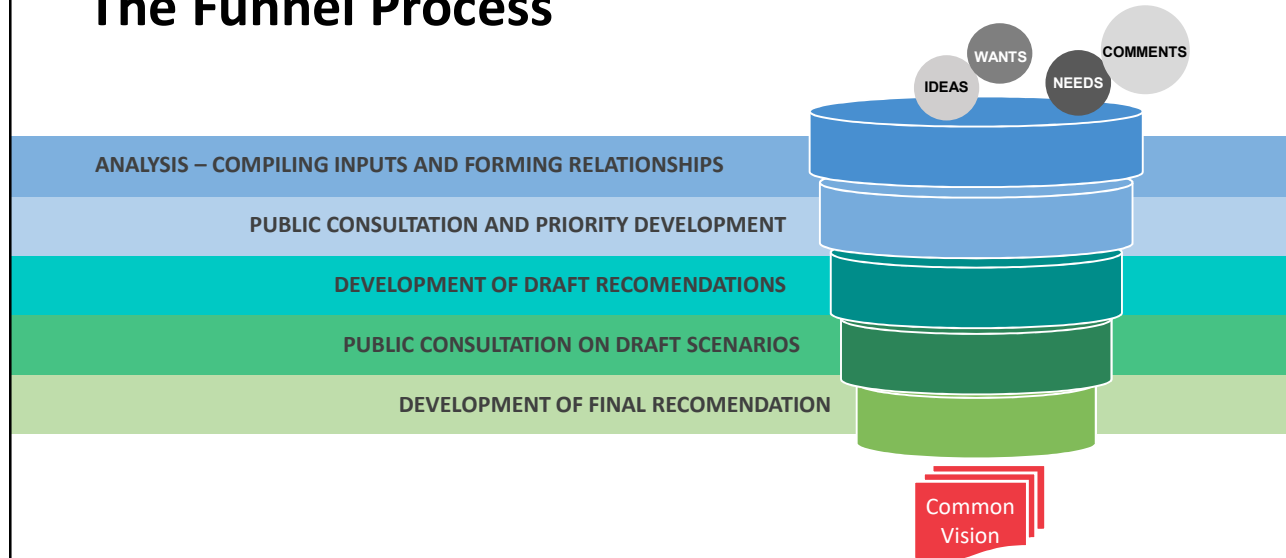 The Funnel Process
WANTS
COMMENTS
IDEAS
NEEDS
ANALYSIS – COMPILING INPUTS AND FORMING RELATIONSHIPS
PUBLIC CONSULTATION AND PRIORITY DEVELOPMENT
DEVELOPMENT OF DRAFT RECOMENDATIONS
PUBLIC CONSULTATION ON DRAFT SCENARIOS
DEVELOPMENT OF FINAL RECOMENDATION
Common
Vision